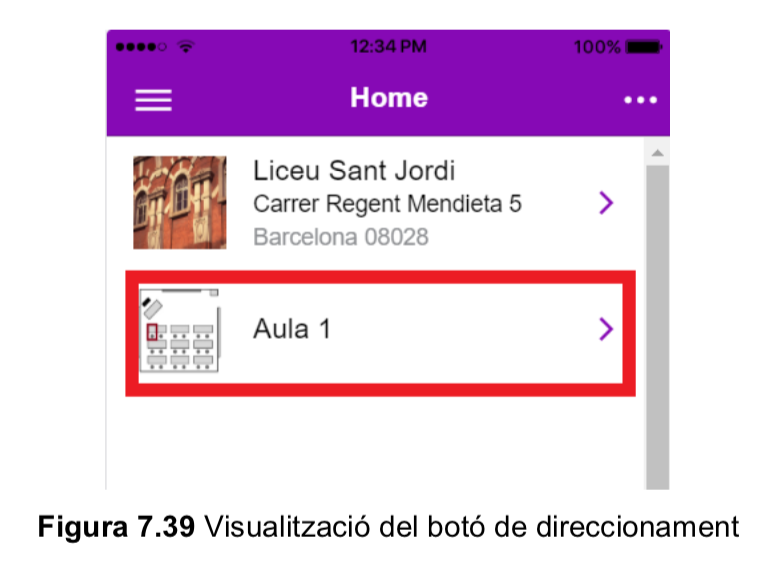 12:34 PM
100%
Home
Liceu Sant Jordi
Carrer Regent Mendieta 5
Barcelona 08028
Aula 1
Figura 7.39 Visualització del botó de direccionament